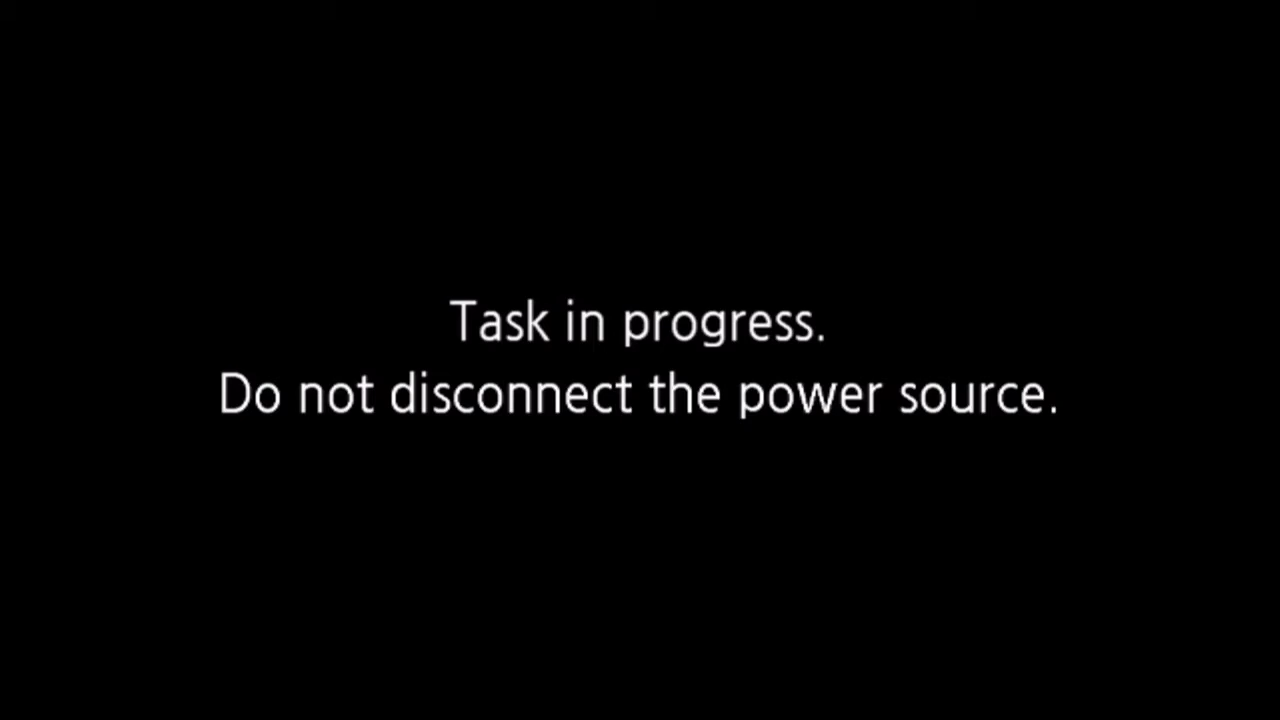 Task in progress.
Do not disconnect the power source.